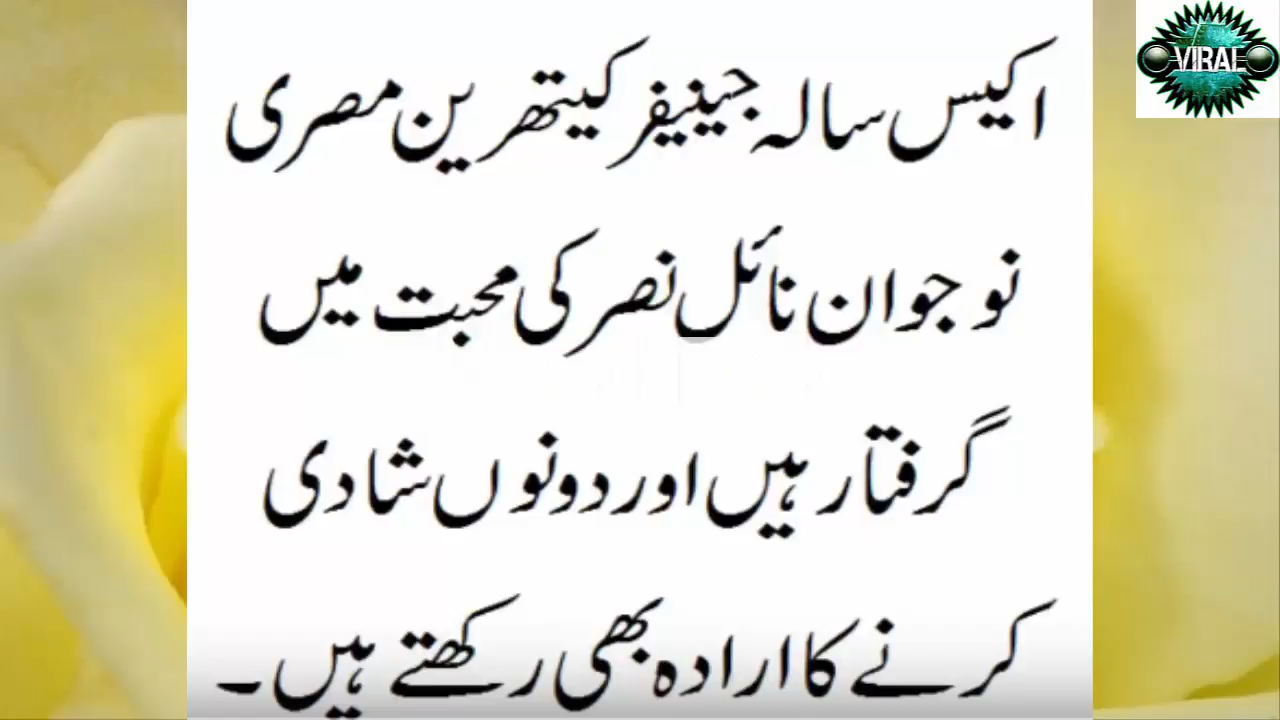 VIRAL
اکیس سالہ جینیفر کیتھرین مصری
نوجوان نائل نصر کی محبت میں
گرفتار ہیں اور دونوں شادی
کرنے کا ارادہ بھی رکھتے ہیں۔